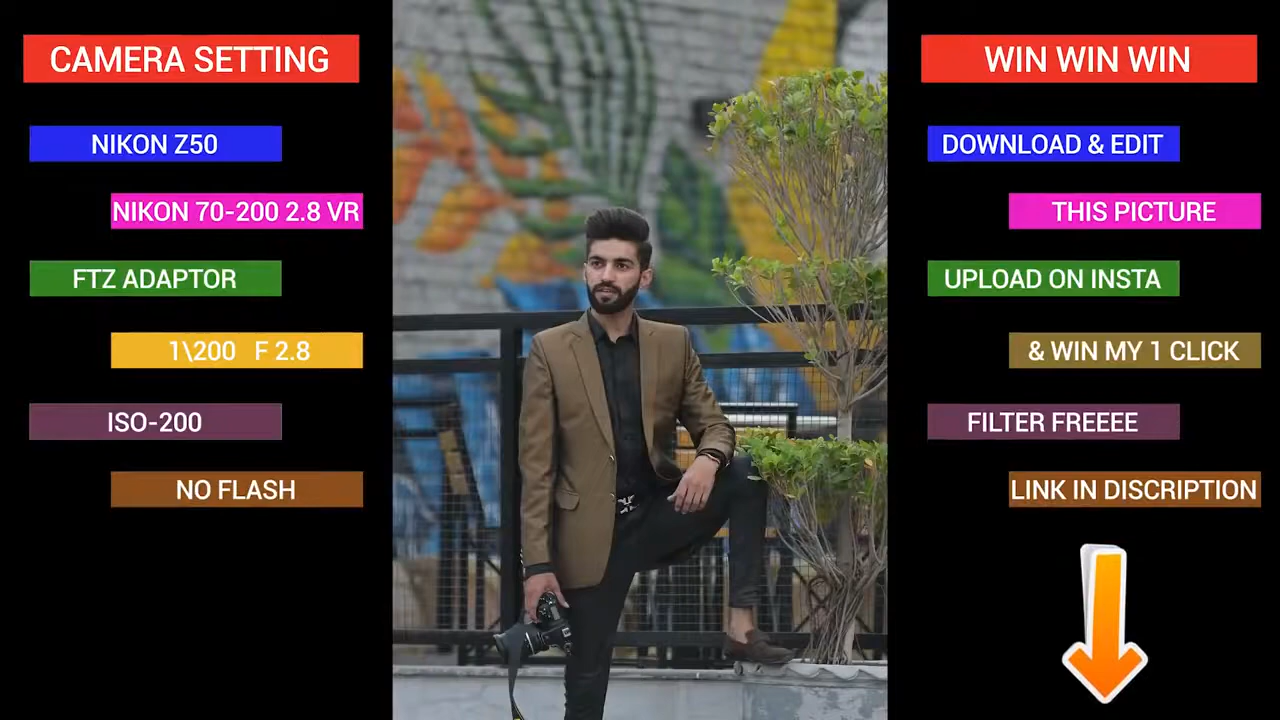 CAMERA SETTING
NIKON Z50
NIKON 70-200 2.8 VR
FTZ ADAPTOR
1\200 F 2.8
ISO-200
NO FLASH
WIN WIN WIN
DOWNLOAD & EDIT
THIS PICTURE
UPLOAD ON INSTA
& WIN MY 1 CLICK
FILTER FREEEE
LINK IN DISCRIPTION